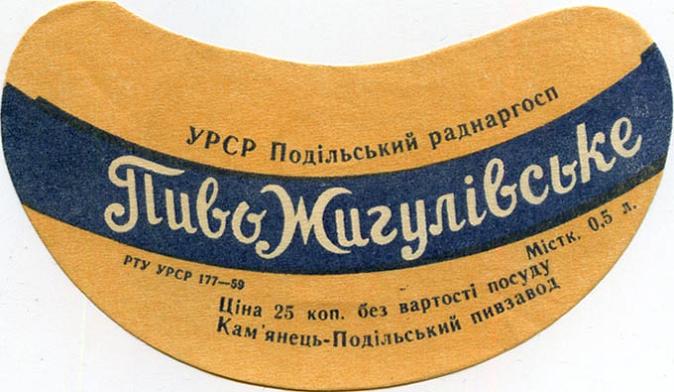 УРСР Подільський раднаргосп
Пиво Жигулівське
Містк. 0,5 л.
РТУ УРСР 177—59
Ціна 25 коп. без вартості посуду
Кам'янець-Подільський пивзавод